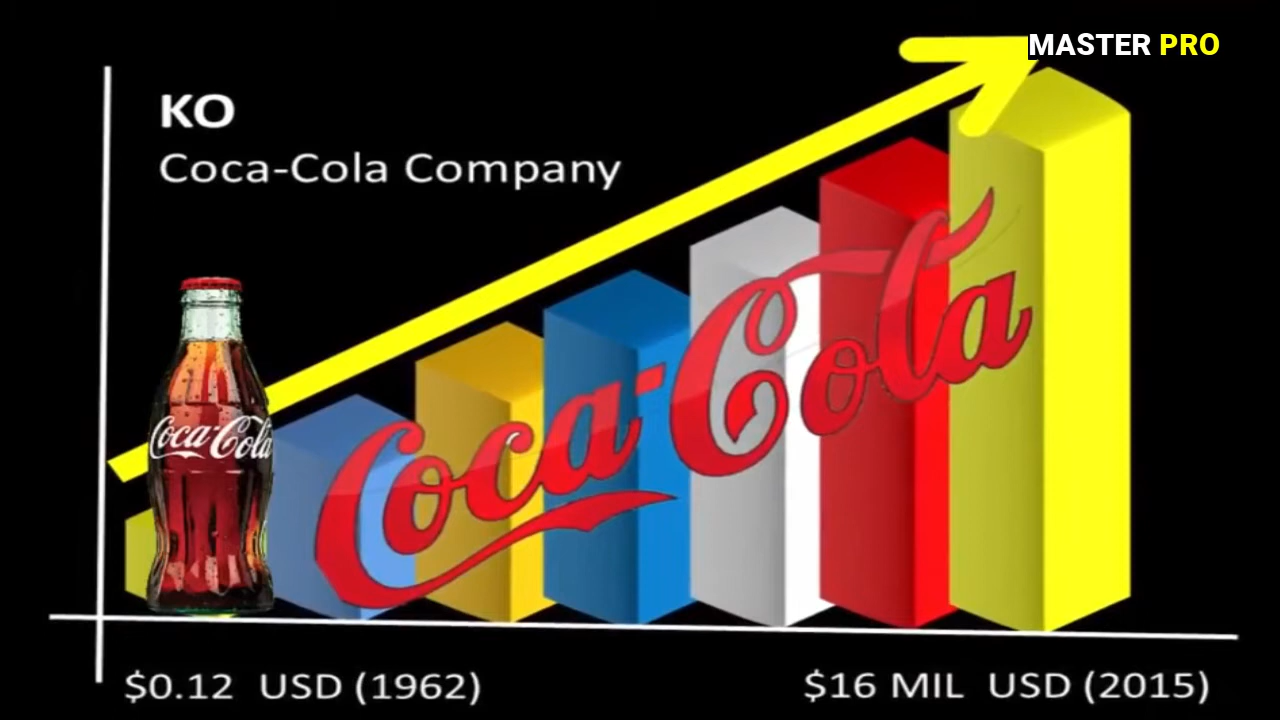 MASTER PRO
KO
Coca-Cola Company
Coca-Cola
Coca-Cola
$0.12 USD (1962)
$16 MIL USD (2015)